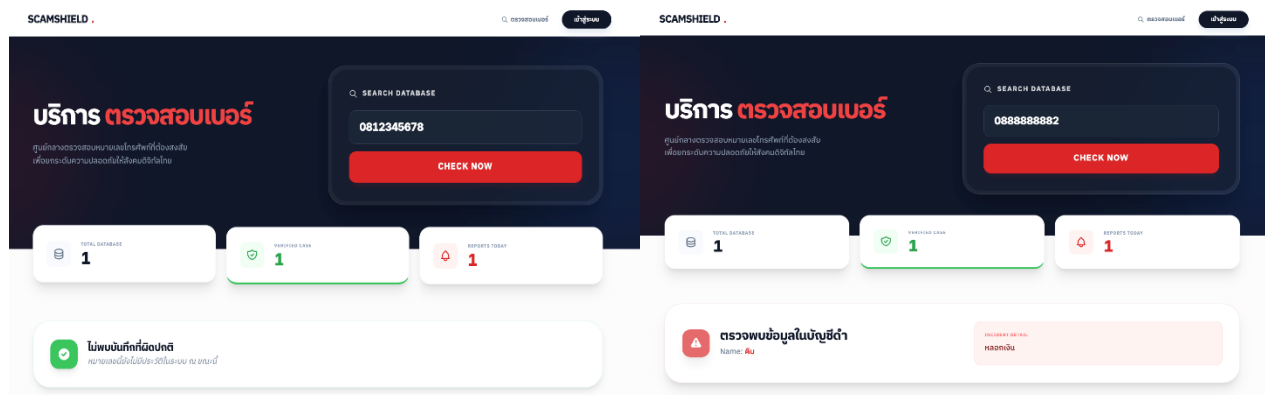 SCAMSHIELD .
ตรวจสอบเบอร์
เข้าสู่ระบบ
บริการ ตรวจสอบเบอร์
ศูนย์กลางตรวจสอบหมายเลขโทรศัพท์ที่ต้องสงสัย
เพื่อยกระดับความปลอดภัยให้สังคมดิจิทัลไทย
SEARCH DATABASE
0812345678
CHECK NOW
TOTAL DATABASE
1
VERIFIED CASE
1
REPORTS TODAY
1
ไม่พบบันทึกที่ผิดปกติ
หมายเลขนี้ยังไม่มีประวัติในระบบ ณ ขณะนี้
SCAMSHIELD .
ตรวจสอบเบอร์
เข้าสู่ระบบ
บริการ ตรวจสอบเบอร์
ศูนย์กลางตรวจสอบหมายเลขโทรศัพท์ที่ต้องสงสัย
เพื่อยกระดับความปลอดภัยให้สังคมดิจิทัลไทย
SEARCH DATABASE
0888888882
CHECK NOW
TOTAL DATABASE
1
VERIFIED CASE
1
REPORTS TODAY
1
ตรวจพบข้อมูลในบัญชีดำ
Name: คิม
INCIDENT DETAIL:
หลอกเงิน